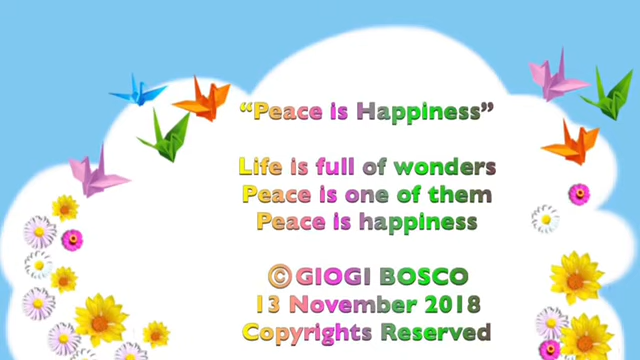 “Peace is Happiness”
Life is full of wonders
Peace is one of them
Peace is happiness
©GIOGI BOSCO
13 November 2018
Copyrights Reserved